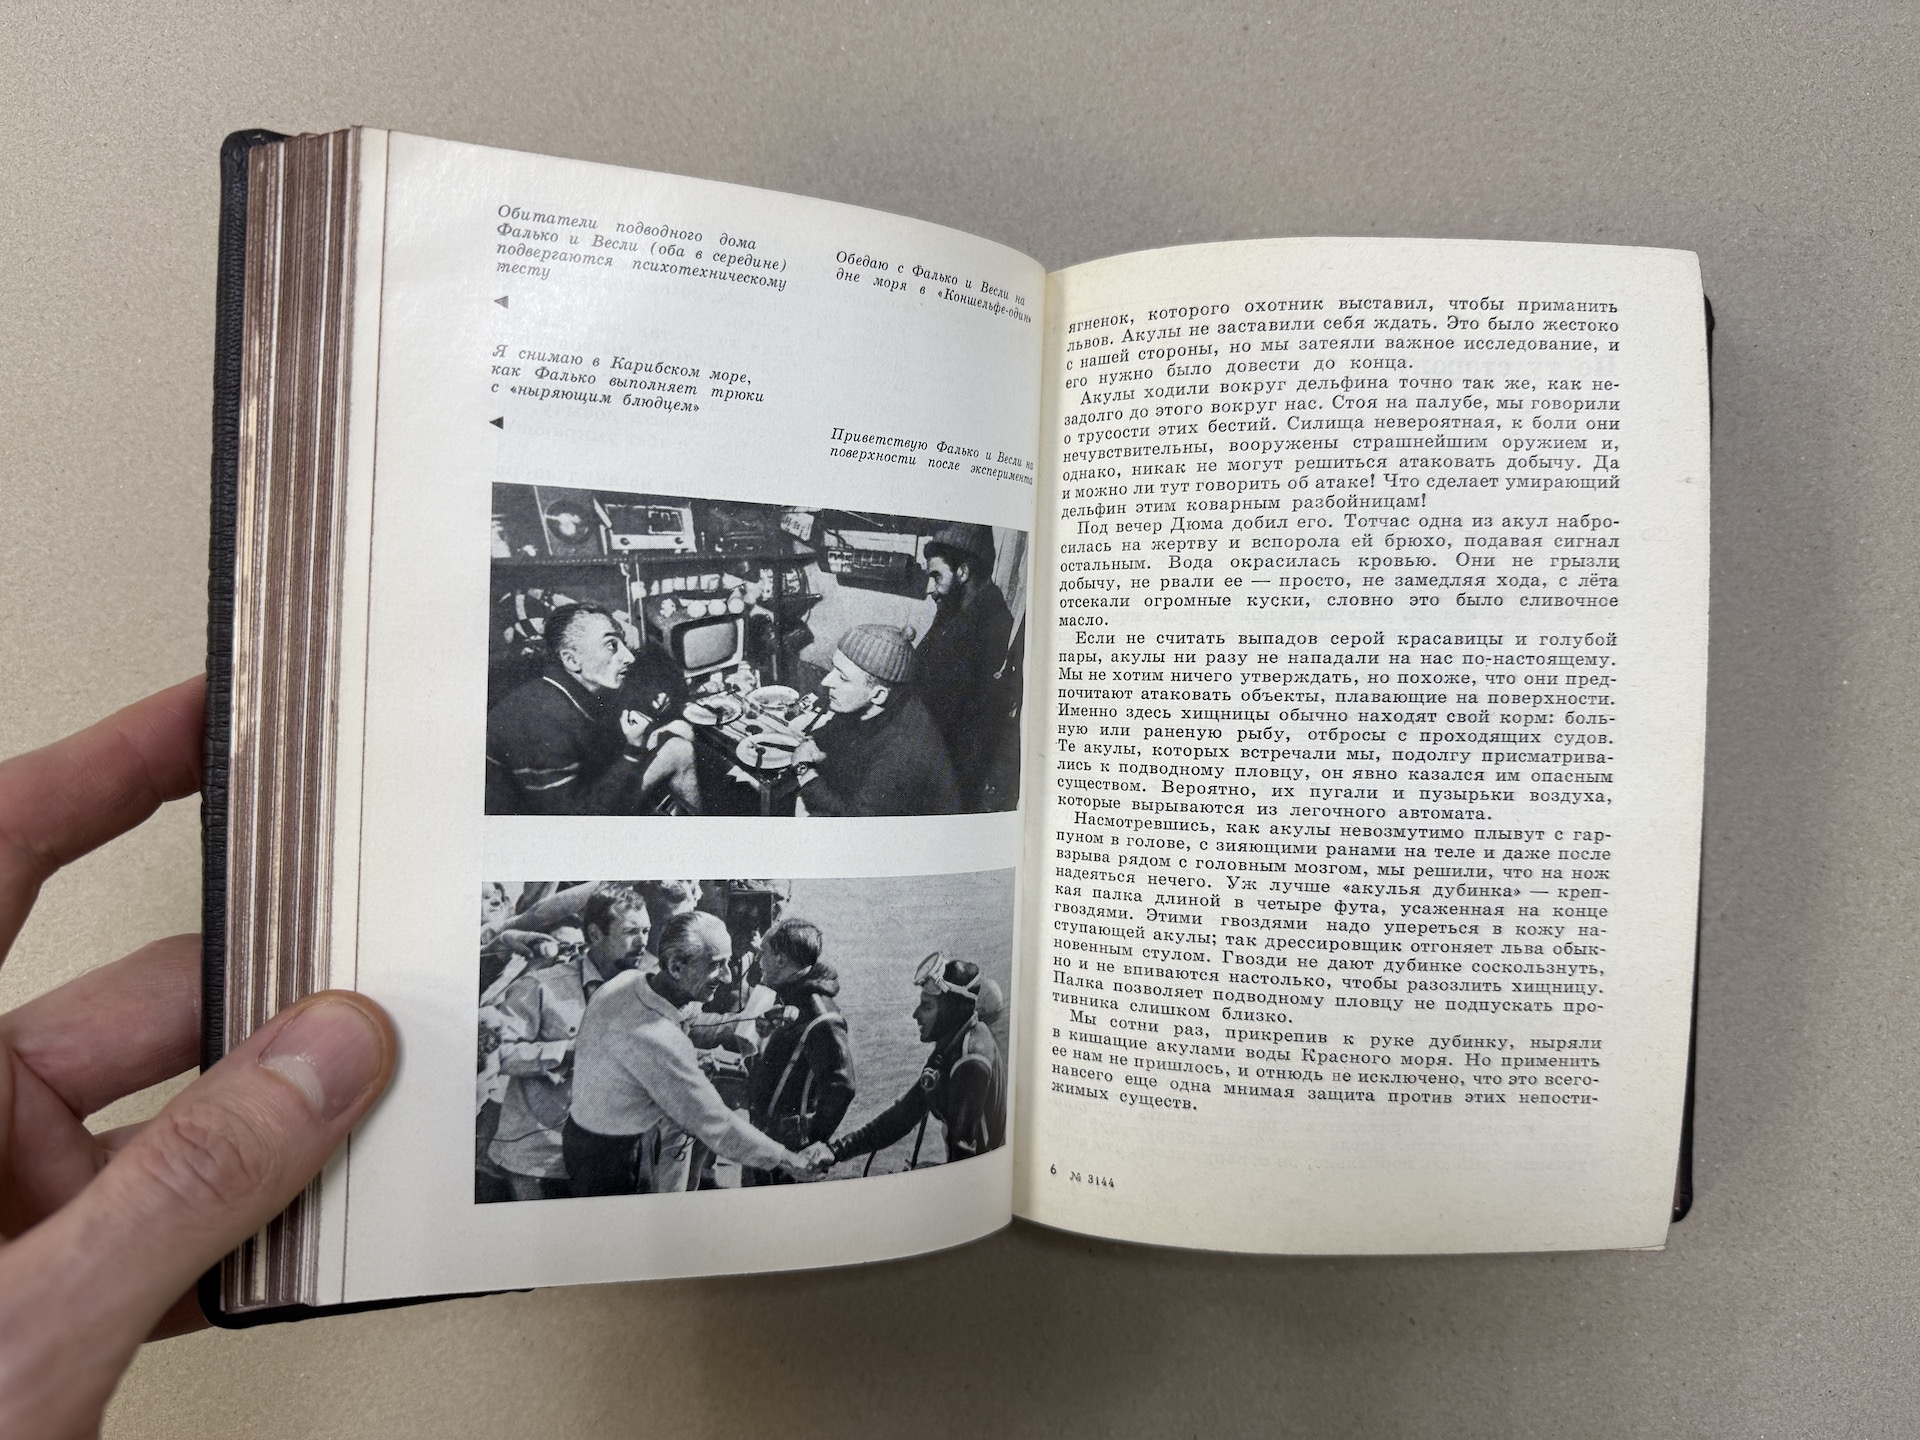 Обитатели подводного дома
Фалько и Весли (оба в середине)
подвергаются психотехническому
тесту
Я снимаю в Карибском море,
как Фалько выполняет трюки
с «ныряющим блюдцем»
Обедаю с Фалько и Весли на
дне моря в «Коншельфе-один»
Приветствую Фалько и Весли на
поверхности после эксперимента
ягненок, которого охотник выставил, чтобы приманить
львов. Акулы не заставили себя ждать. Это было жестоко
с нашей стороны, но мы затеяли важное исследование, и
его нужно было довести до конца.
Акулы ходили вокруг дельфина точно так же, как не-
задолго до этого вокруг нас. Стоя на палубе, мы говорили
о трусости этих бестий. Силища невероятная, к боли они
нечувствительны, вооружены страшнейшим оружием и,
однако, никак не могут решиться атаковать добычу. Да
и можно ли тут говорить об атаке! Что сделает умирающий
дельфин этим коварным разбойницам!
Под вечер Дюма добил его. Тотчас одна из акул набро-
силась на жертву и вспорола ей брюхо, подавая сигнал
остальным. Вода окрасилась кровью. Они не грызли
добычу, не рвали ее — просто, не замедляя хода, с лёта
отсекали огромные куски, словно это было сливочное
масло.
Если не считать выпадов серой красавицы и голубой
пары, акулы ни разу не нападали на нас по-настоящему.
Мы не хотим ничего утверждать, но похоже, что они пред-
почитают атаковать объекты, плавающие на поверхности.
Именно здесь хищницы обычно находят свой корм: боль-
ную или раненую рыбу, отбросы с проходящих судов.
Те акулы, которых встречали мы, подолгу присматрива-
лись к подводному пловцу, он явно казался им опасным
существом. Вероятно, их пугали и пузырьки воздуха,
которые вырываются из легочного автомата.
Насмотревшись, как акулы невозмутимо плывут с гар-
пуном в голове, с зияющими ранами на теле и даже после
взрыва рядом с головным мозгом, мы решили, что на нож
надеяться нечего. Уж лучше «акулья дубинка» — креп-
кая палка длиной в четыре фута, усаженная на конце
гвоздями. Этими гвоздями надо упереться в кожу на-
ступающей акулы; так дрессировщик отгоняет льва обык-
новенным стулом. Гвозди не дают дубинке соскользнуть,
но и не впиваются настолько, чтобы разозлить хищницу.
Палка позволяет подводному пловцу не подпускать про-
тивника слишком близко.
Мы сотни раз, прикрепив к руке дубинку, ныряли
в кишащие акулами воды Красного моря. Но применить
ее нам не пришлось, и отнюдь не исключено, что это всего-
навсего еще одна мнимая защита против этих непости-
жимых существ.
6 № 3144